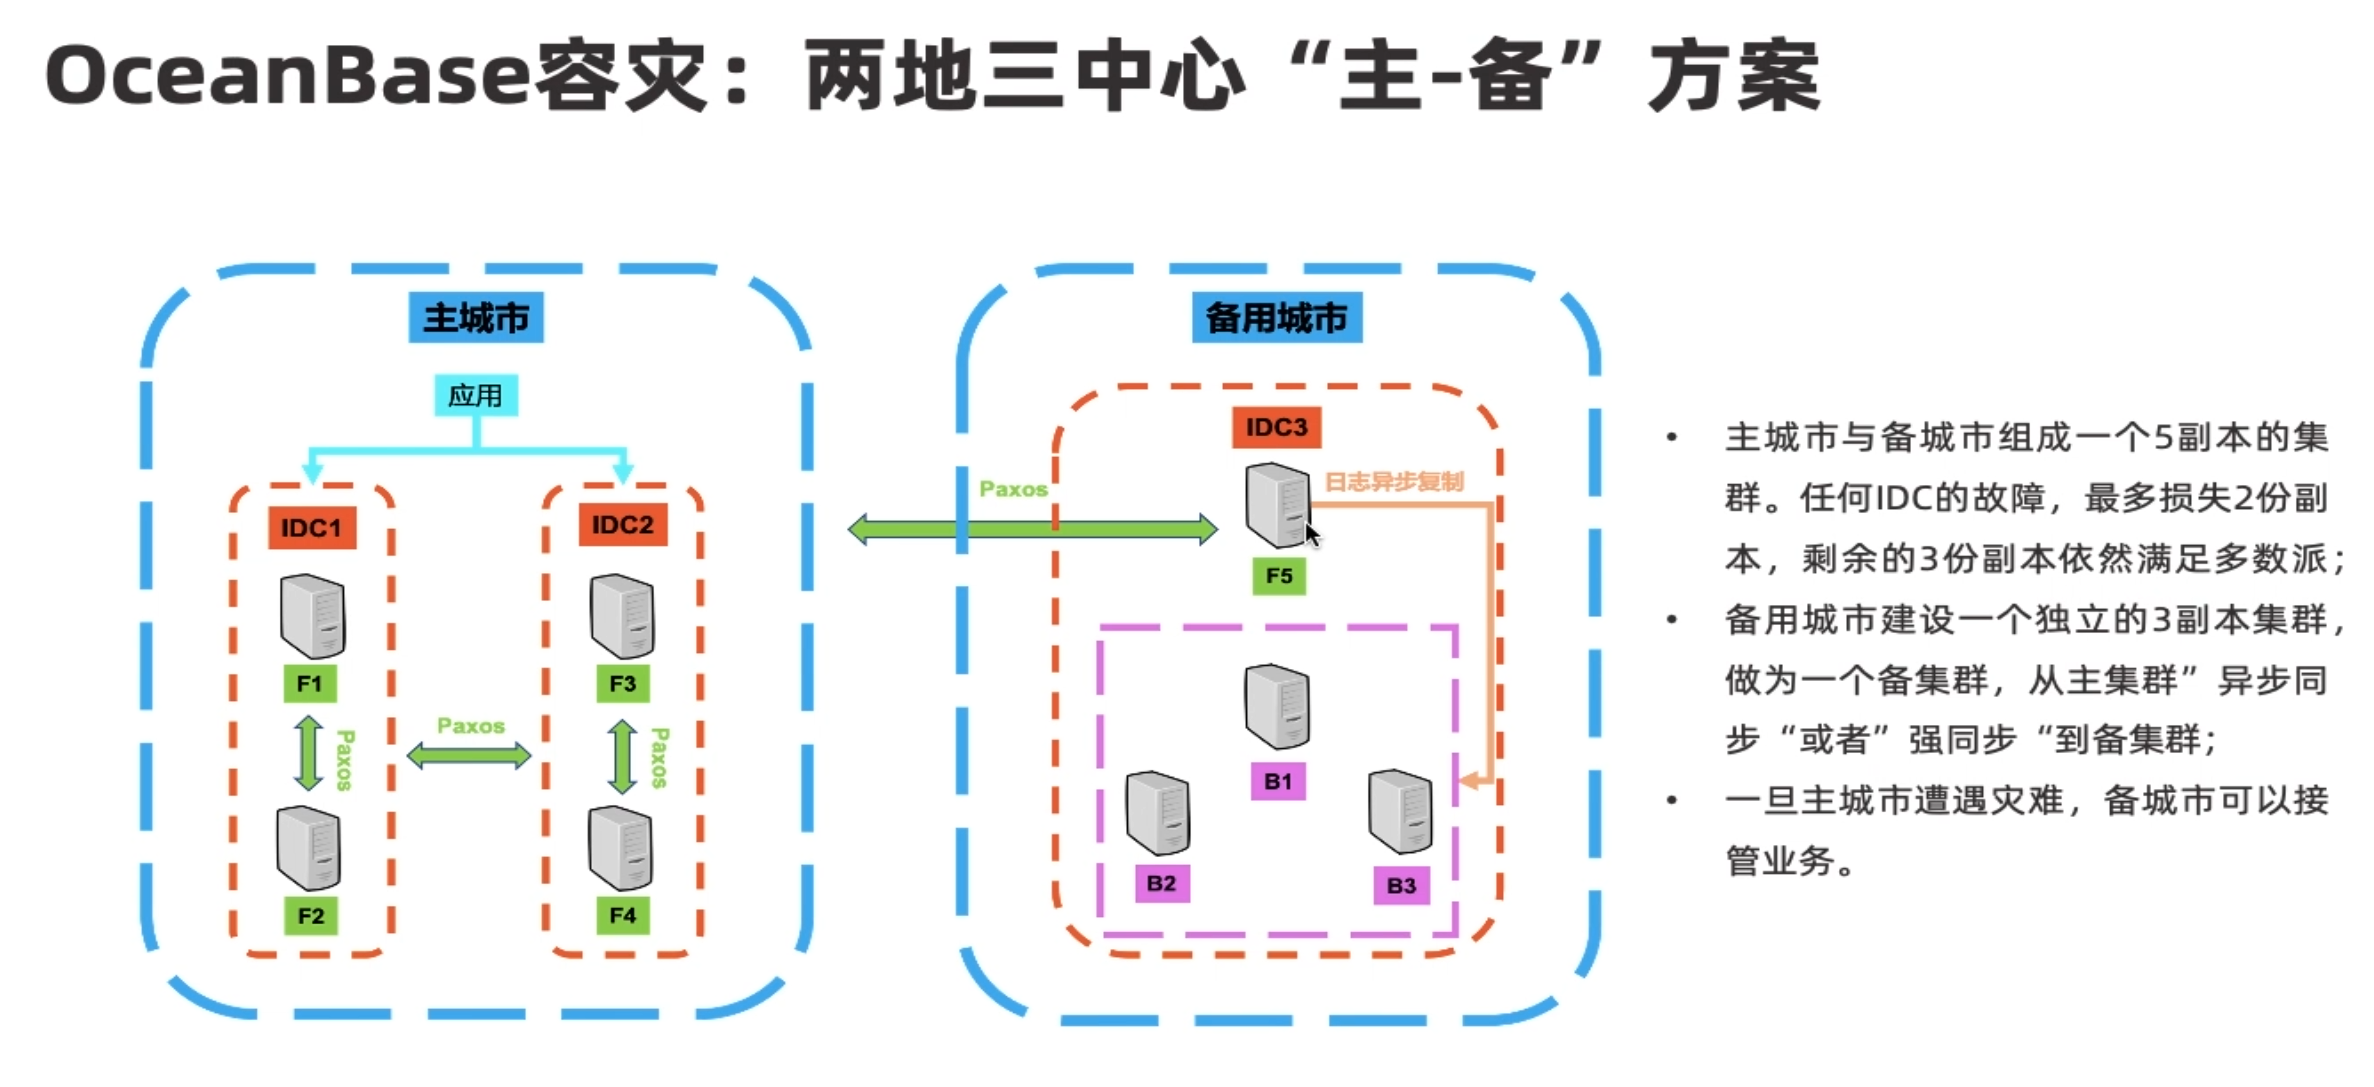 OceanBase容灾：两地三中心“主-备”方案
主城市
应用
IDC1
IDC2
F1
F3
Paxos
Paxos
Paxos
F2
F4
Paxos
备用城市
IDC3
日志异步复制
F5
B1
B2
B3
• 主城市与备城市组成一个5副本的集
群。任何IDC的故障，最多损失2份副
本，剩余的3份副本依然满足多数派；
• 备用城市建设一个独立的3副本集群，
做为一个备集群，从主集群”异步同
步“或者”强同步“到备集群；
• 一旦主城市遭遇灾难，备城市可以接
管业务。